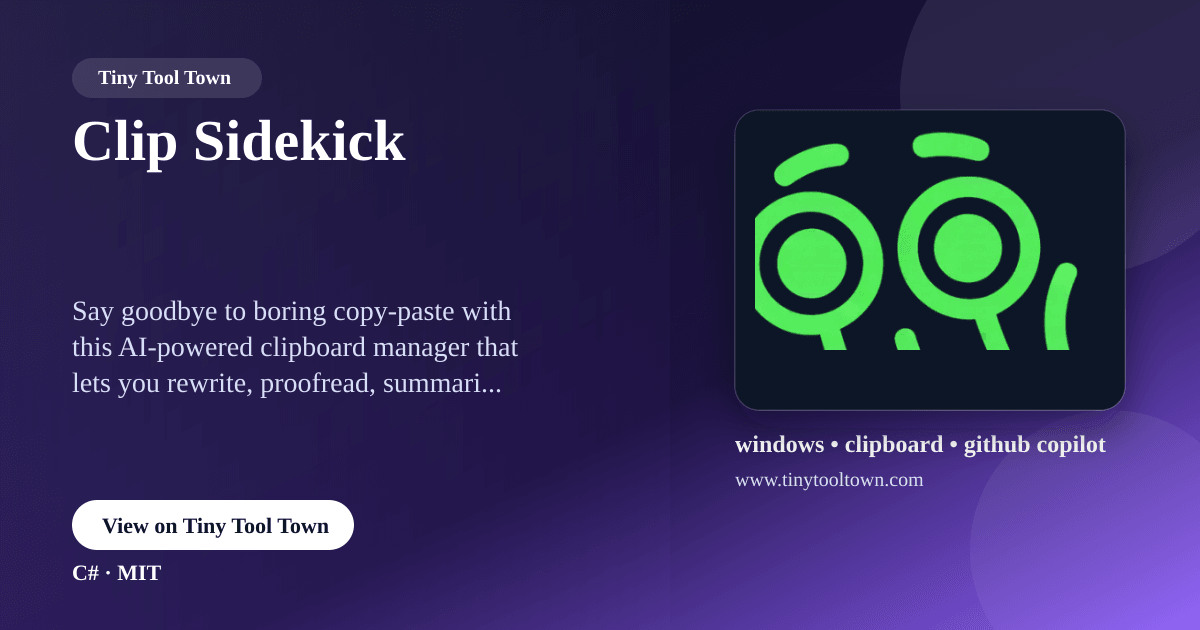 Tiny Tool Town
Clip Sidekick
Say goodbye to boring copy-paste with
this AI-powered clipboard manager that
lets you rewrite, proofread, summari...
View on Tiny Tool Town
C# · MIT
windows • clipboard • github copilot
www.tinytooltown.com